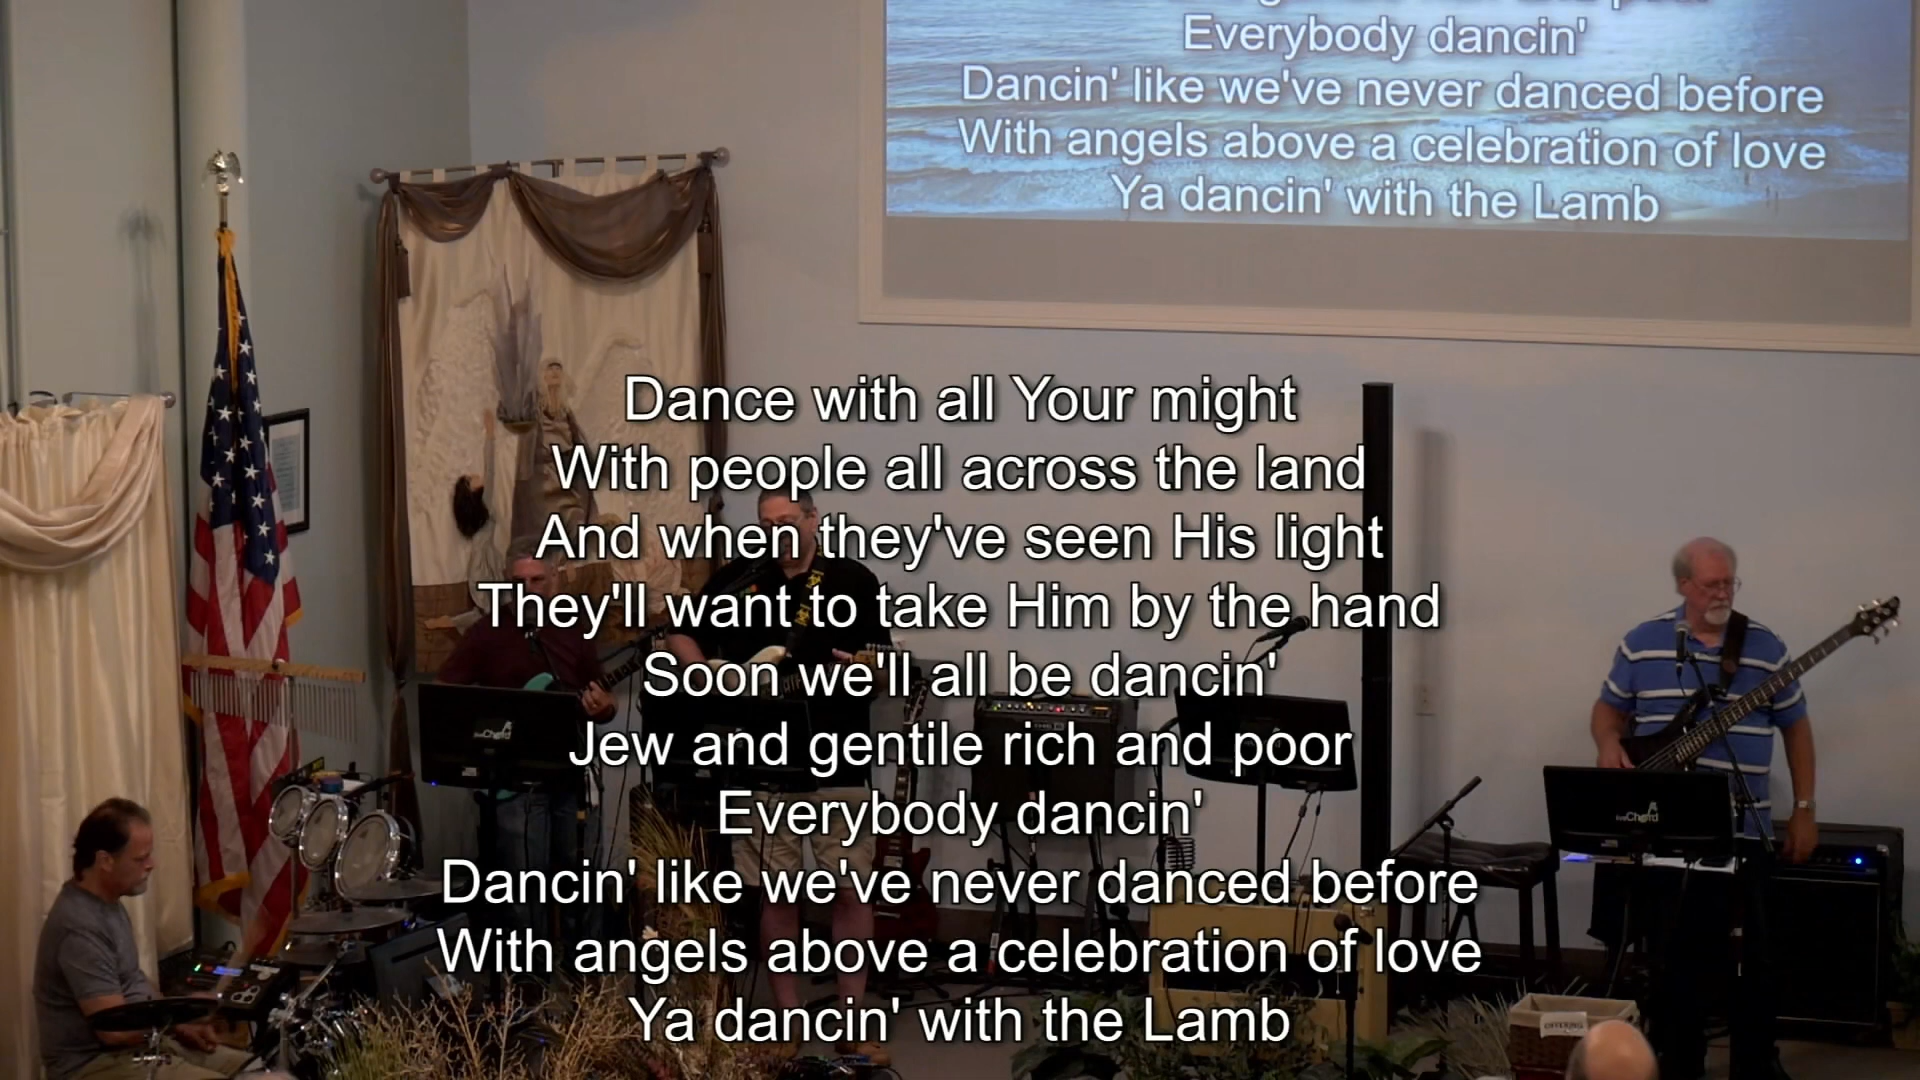 Everybody dancin'
Dancin' like we've never danced before
With angels above a celebration of love
Ya dancin' with the Lamb
Dance with all Your might
With people all across the land
And when they've seen His light
They'll want to take Him by the hand
Soon we'll all be dancin'
Jew and gentile rich and poor
Everybody dancin'
Dancin' like we've never danced before
With angels above a celebration of love
Ya dancin' with the Lamb
liveChord
liveChord
OFFERING